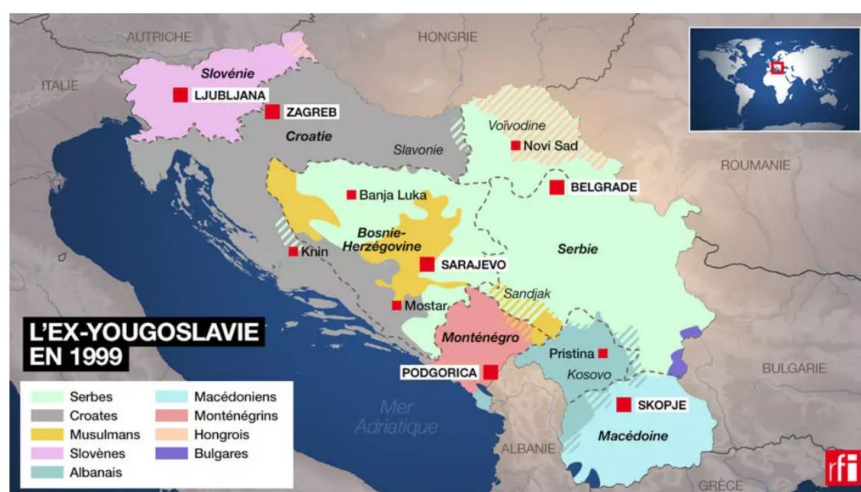 AUTRICHE
HONGRIE
ITALIE
Slovénie
LJUBLJANA
ZAGREB
Croatie
Slavonie
Voïvodine
Novi Sad
ROUMANIE
BELGRADE
Banja Luka
Bosnie-
Herzégovine
Serbie
Knin
SARAJEVO
Sandjak
Mostar
L'EX-YOUGOSLAVIE
EN 1999
Monténégro
Pristina
Kosovo
BULGARIE
PODGORICA
SKOPJE
Mer
Adriatique
Macédoine
ALBANIE
GRÈCE
Serbes
Croates
Musulmans
Slovènes
Albanais
Macédoniens
Monténégrins
Hongrois
Bulgares
rfi